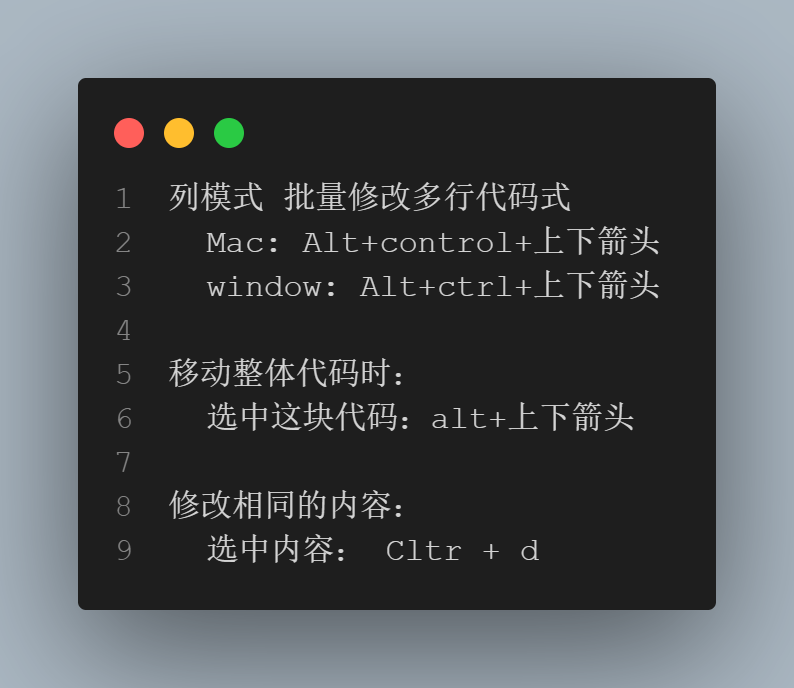 1 列模式 批量修改多行代码式
2 Mac: Alt+control+上下箭头
3 window: Alt+ctrl+上下箭头
4
5 移动整体代码时:
6 选中这块代码: alt+上下箭头
7
8 修改相同的内容:
9 选中内容: Cltr + d